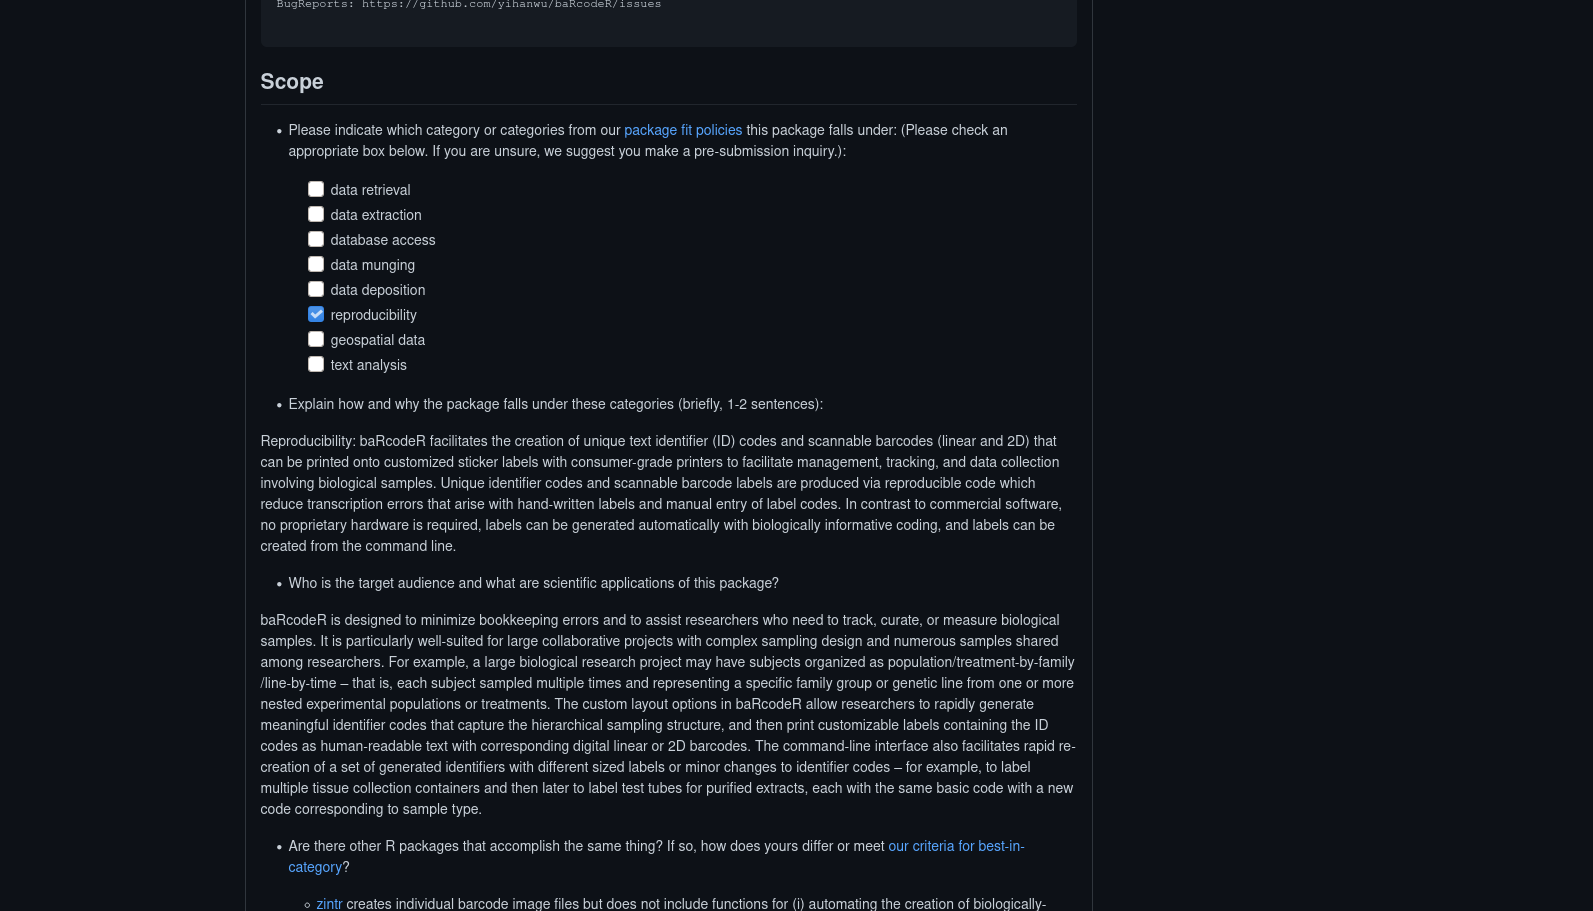 BugReports: https://github.com/yihanwu/baRcodeR/issues
Scope
• Please indicate which category or categories from our package fit policies this package falls under: (Please check an
appropriate box below. If you are unsure, we suggest you make a pre-submission inquiry.):
data retrieval
data extraction
database access
data munging
data deposition
reproducibility
geospatial data
text analysis
• Explain how and why the package falls under these categories (briefly, 1-2 sentences):
Reproducibility: baRcodeR facilitates the creation of unique text identifier (ID) codes and scannable barcodes (linear and 2D) that
can be printed onto customized sticker labels with consumer-grade printers to facilitate management, tracking, and data collection
involving biological samples. Unique identifier codes and scannable barcode labels are produced via reproducible code which
reduce transcription errors that arise with hand-written labels and manual entry of label codes. In contrast to commercial software,
no proprietary hardware is required, labels can be generated automatically with biologically informative coding, and labels can be
created from the command line.
• Who is the target audience and what are scientific applications of this package?
baRcodeR is designed to minimize bookkeeping errors and to assist researchers who need to track, curate, or measure biological
samples. It is particularly well-suited for large collaborative projects with complex sampling design and numerous samples shared
among researchers. For example, a large biological research project may have subjects organized as population/treatment-by-family
/line-by-time – that is, each subject sampled multiple times and representing a specific family group or genetic line from one or more
nested experimental populations or treatments. The custom layout options in baRcodeR allow researchers to rapidly generate
meaningful identifier codes that capture the hierarchical sampling structure, and then print customizable labels containing the ID
codes as human-readable text with corresponding digital linear or 2D barcodes. The command-line interface also facilitates rapid re-
creation of a set of generated identifiers with different sized labels or minor changes to identifier codes – for example, to label
multiple tissue collection containers and then later to label test tubes for purified extracts, each with the same basic code with a new
code corresponding to sample type.
• Are there other R packages that accomplish the same thing? If so, how does yours differ or meet our criteria for best-in-
category?
◦ zintr creates individual barcode image files but does not include functions for (i) automating the creation of biologically-